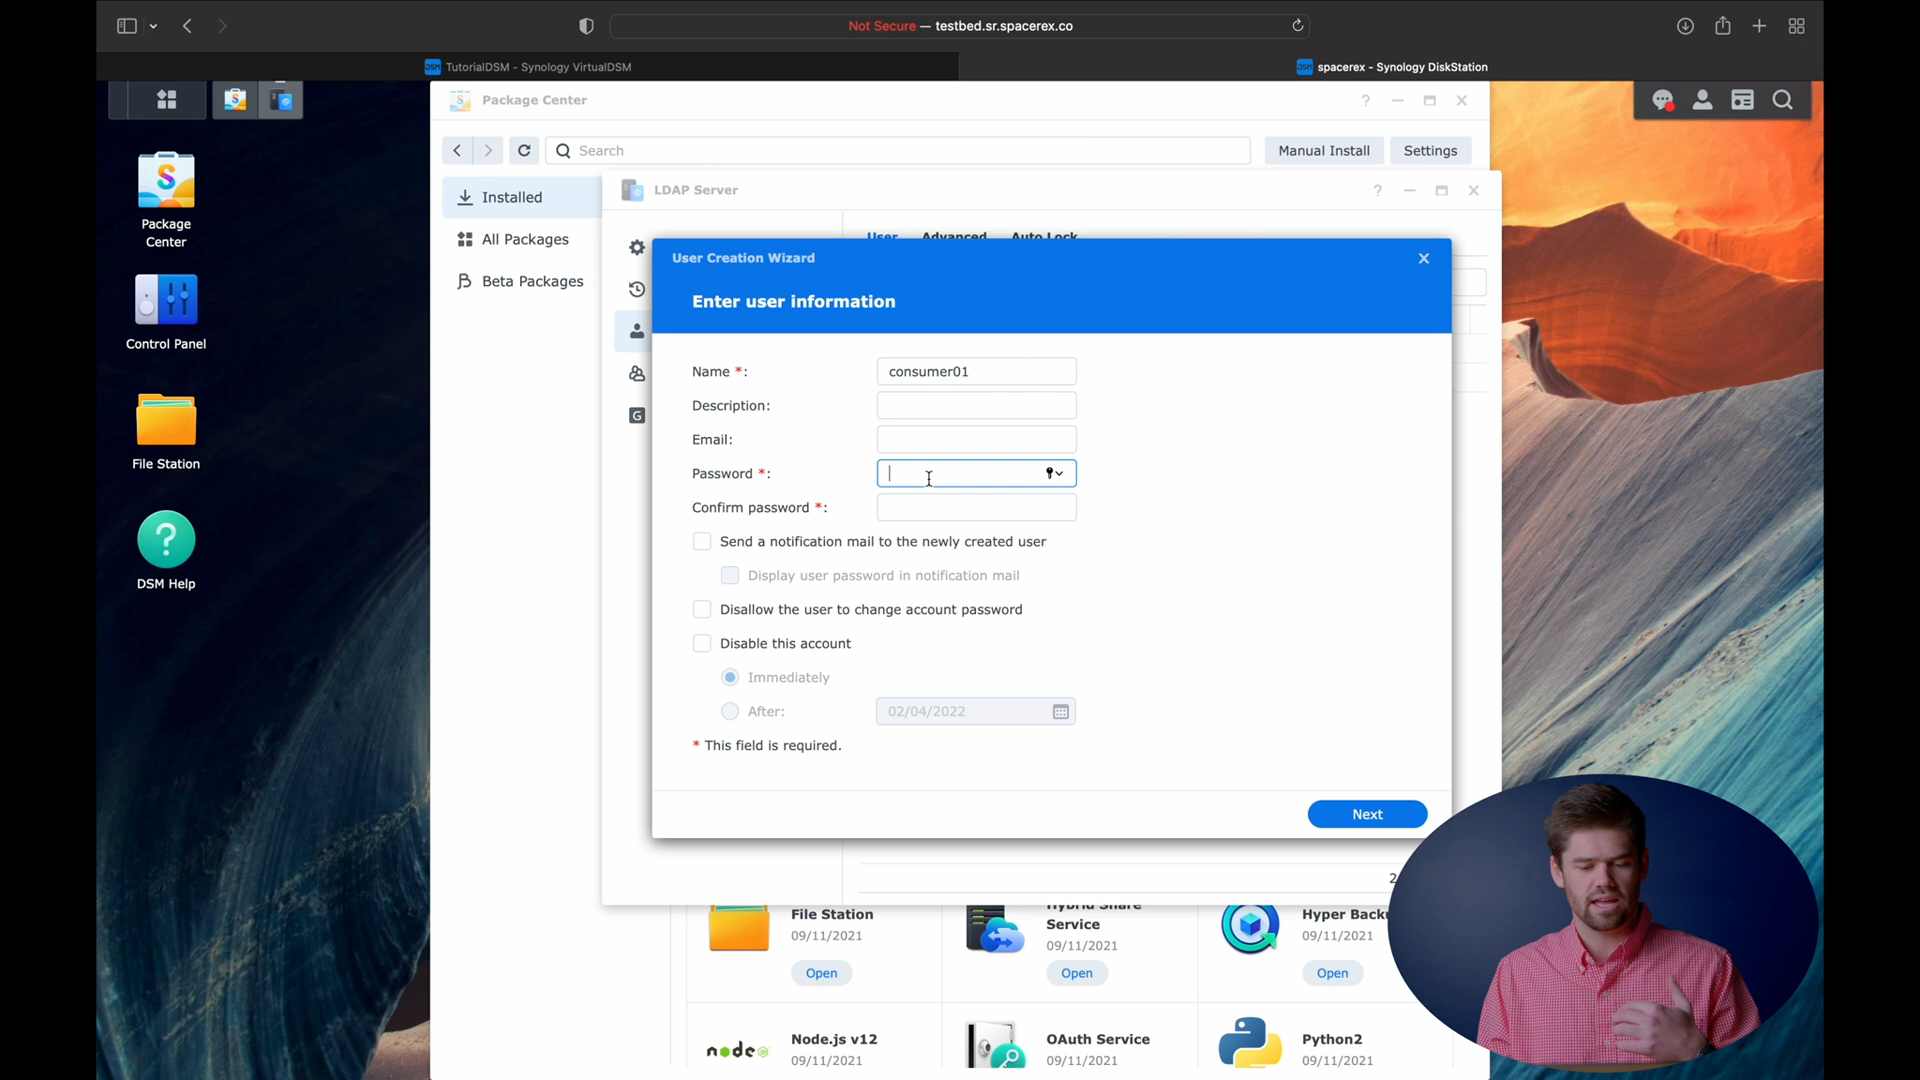 Not Secure — testbed.sr.spacerex.co
TutorialDSM - Synology VirtualDSM
spacerex - Synology DiskStation
Package Center
Search
Manual Install
Settings
Installed
All Packages
Beta Packages
Package
Center
Control Panel
File Station
DSM Help
LDAP Server
User
Advanced
Auto Lock
User Creation Wizard
Enter user information
Name *:
consumer01
Description:
Email:
Password *:
Confirm password *:
Send a notification mail to the newly created user
Display user password in notification mail
Disallow the user to change account password
Disable this account
Immediately
After:
02/04/2022
* This field is required.
Next
2
File Station
09/11/2021
Open
Hybrid Share
Service
09/11/2021
Open
Hyper Backu
09/11/2021
Open
Node.js v12
09/11/2021
OAuth Service
09/11/2021
Python2
09/11/2021